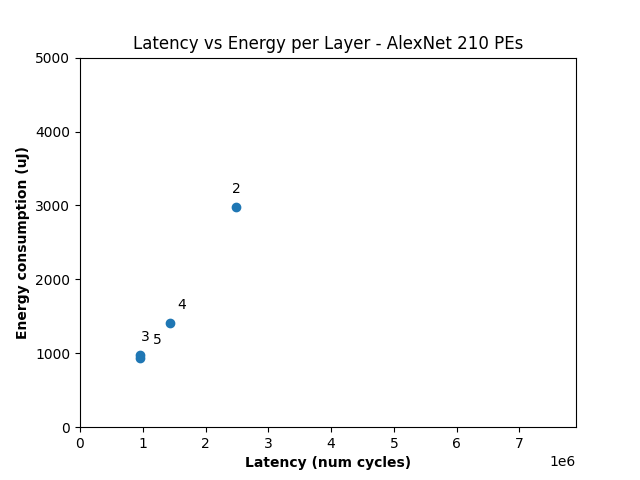 Latency vs Energy per Layer - AlexNet 210 PEs
Energy consumption (uJ)
5000
4000
3000
2000
1000
0
2
4
3
5
0 1 2 3 4 5 6 7
1e6
Latency (num cycles)